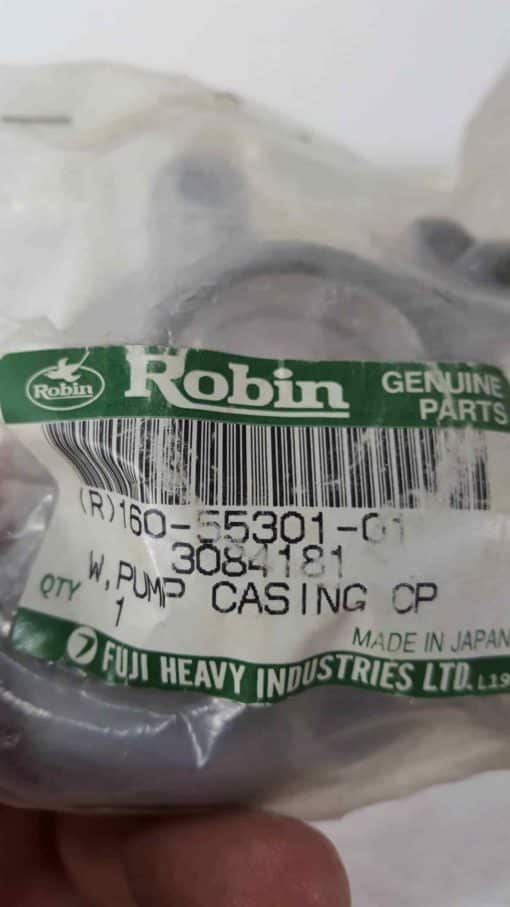 Robin
Robin
GENUINE
PARTS
(R)160-55301-01
3084181
W, PUMP CASING CP
QTY
1
MADE IN JAPAN
FUJI HEAVY INDUSTRIES LTD. L19